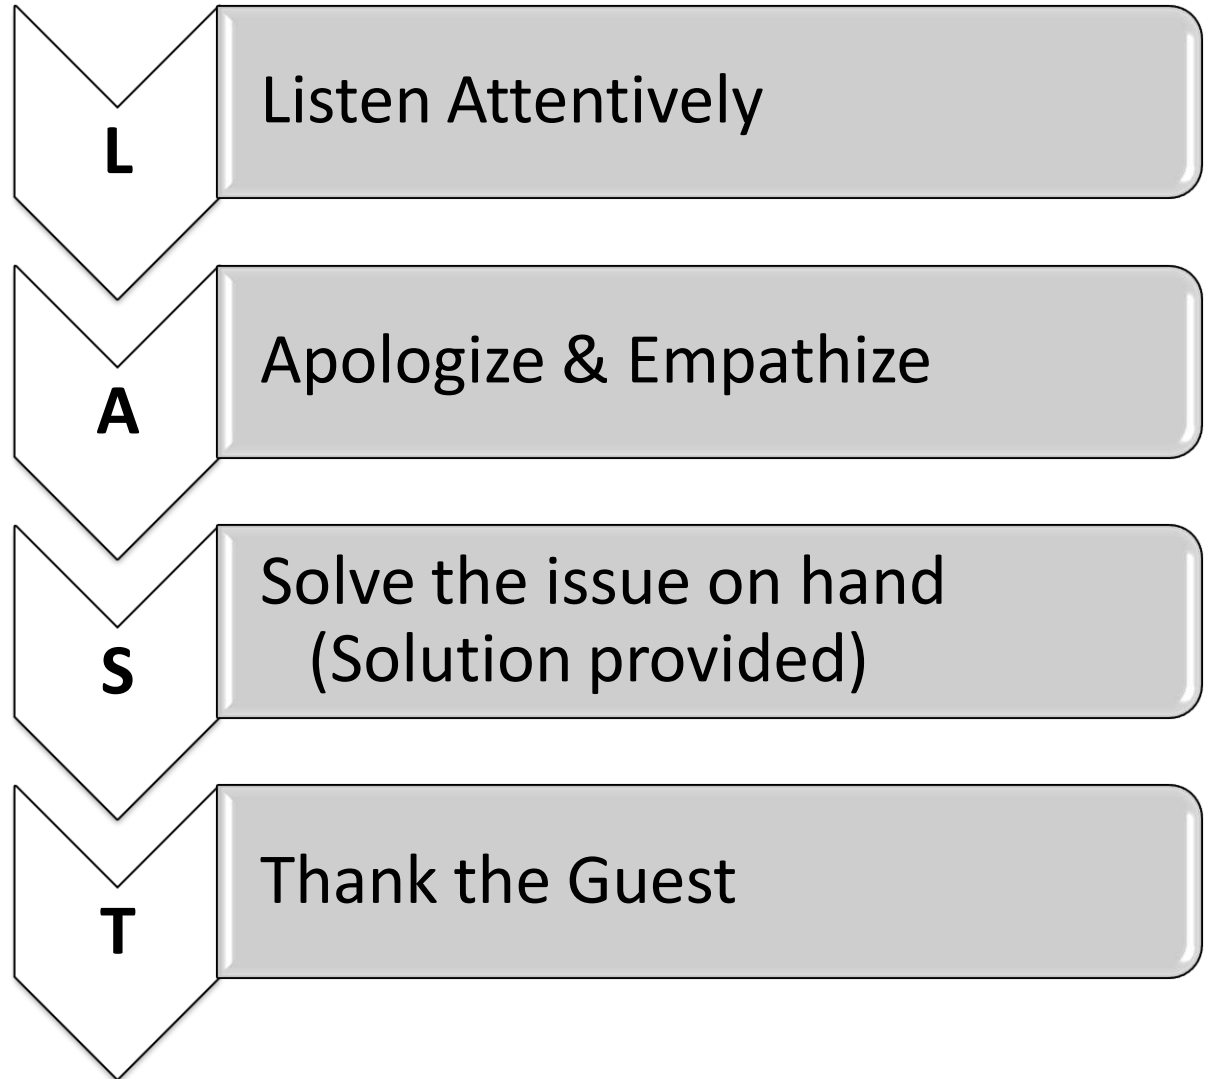 L
Listen Attentively
A
Apologize & Empathize
S
Solve the issue on hand
(Solution provided)
T
Thank the Guest